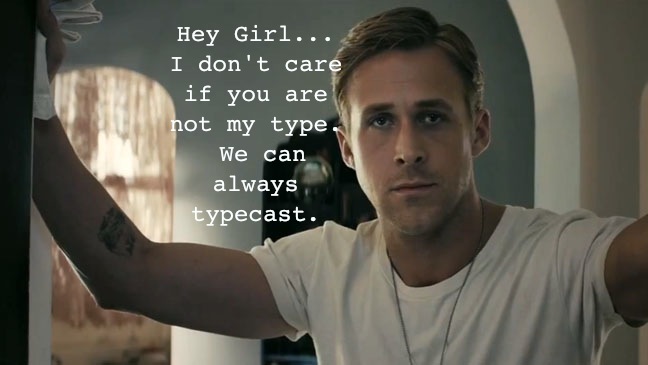 Hey Girl...
I don't care
if you are
not my type.
We can
always
typecast.